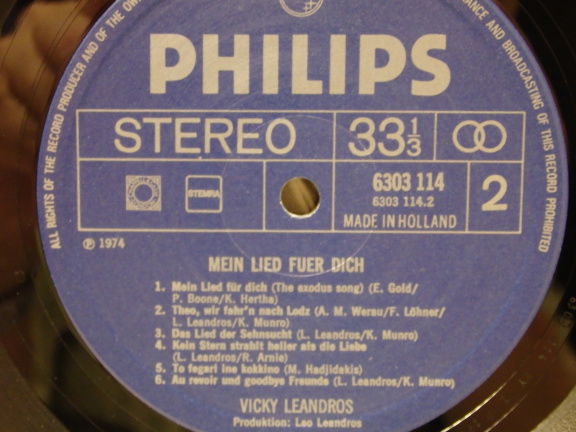 ALL RIGHTS OF THE RECORD PRODUCER AND OF THE OW
ANCE AND BROADCASTING OF THIS RECORD PROHIBITED
PHILIPS
STEREO 33 1/3
STEMRA
6303 114
6303 114.2
MADE IN HOLLAND
2
℗ 1974
MEIN LIED FUER DICH
1. Mein Lied für dich (The exodus song) (E. Gold/
P. Boone/K. Hertha)
2. Theo, wir fahr'n nach Lodz (A. M. Werau/F. Löhner/
L. Leandros/K. Munro)
3. Das Lied der Sehnsucht (L. Leandros/K. Munro)
4. Kein Stern strahlt heller als die Liebe
(L. Leandros/R. Arnie)
5. To fegari ine kokkino (M. Hadjidakis)
6. Au revoir und goodbye Freunde (L. Leandros/K. Munro)
VICKY LEANDROS
Produktion: Leo Leandros